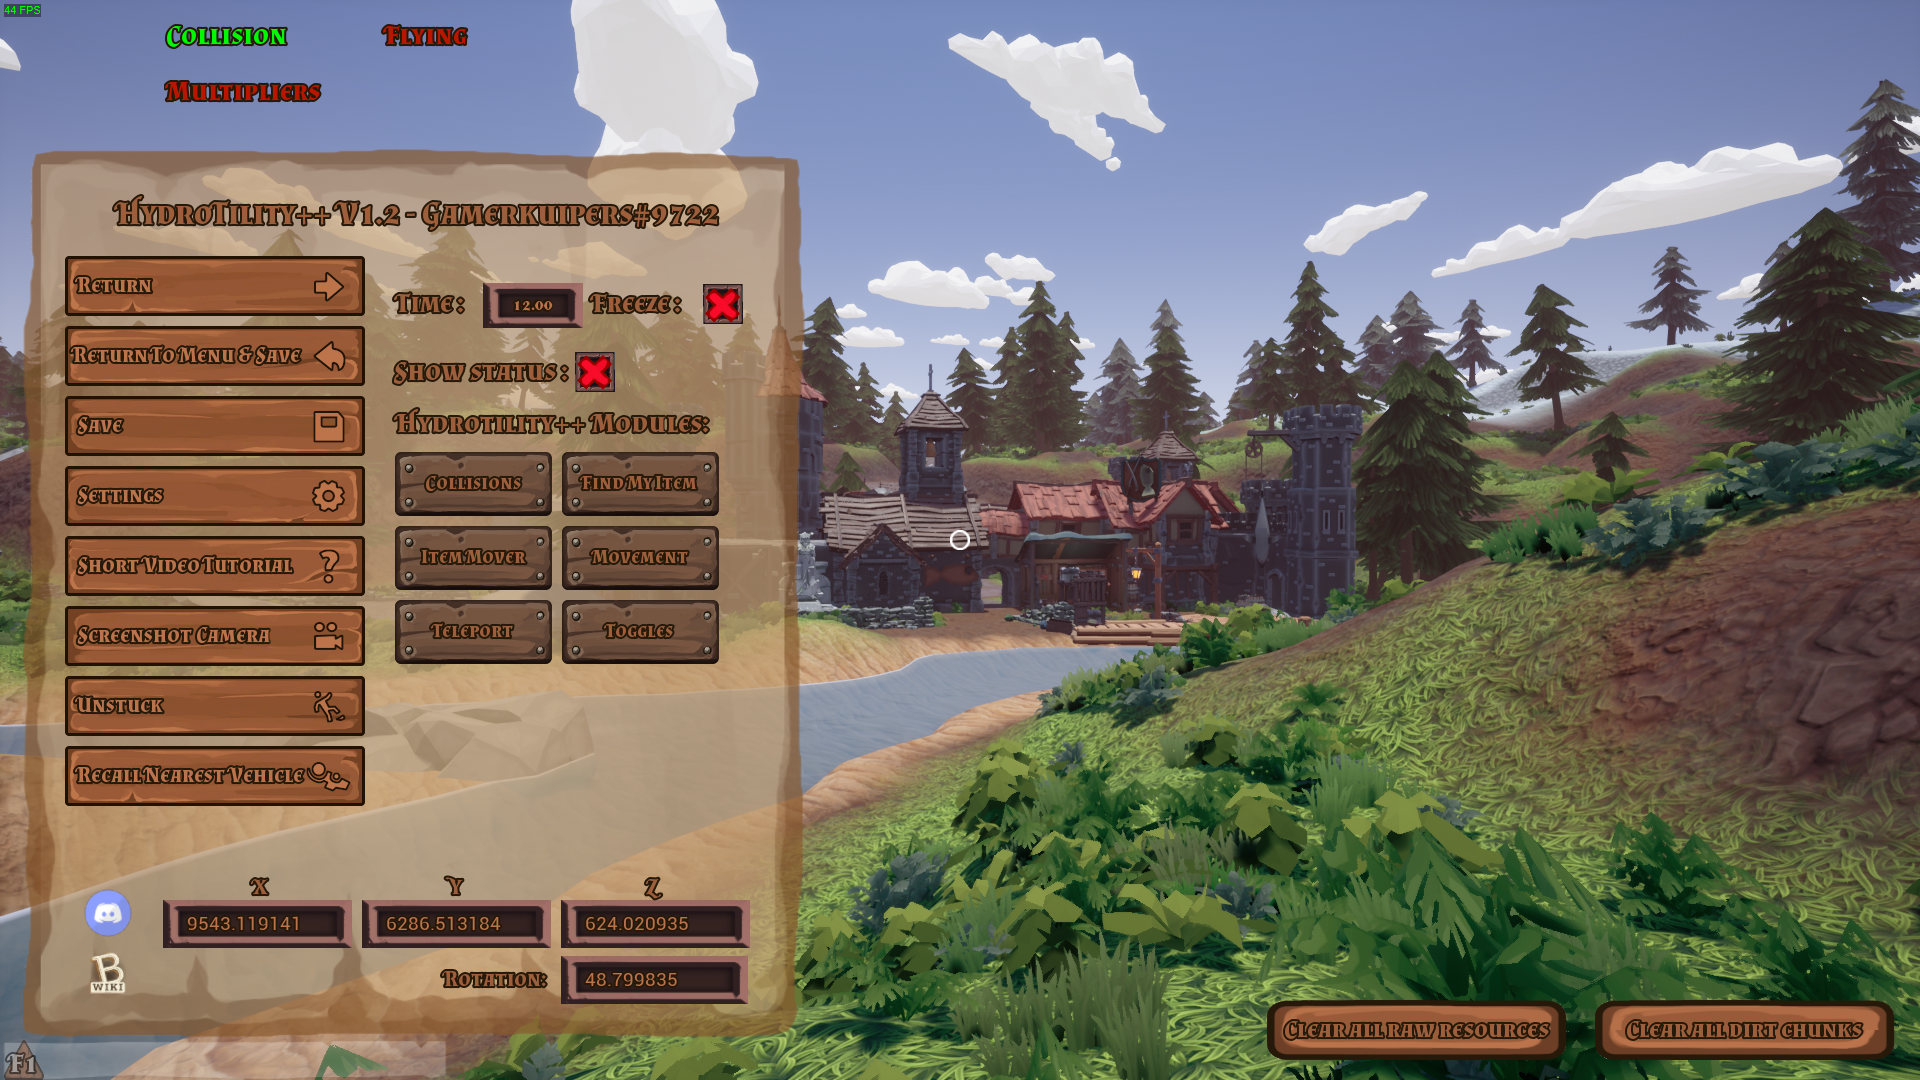 44 FPS
Collision
Flying
Multipliers
HydroTility++ V1.2 - Gamerkuipers#9722
Return
Return To Menu & Save
Save
Settings
Short Video Tutorial
Screenshot Camera
Unstuck
Recall Nearest Vehicle
Time: 12.00 Freeze:
Show status:
Hydrotility++ Modules:
Collisions
Find My Item
Item Mover
Movement
Teleport
Toggles
X
Y
Z
9543.119141
6286.513184
624.020935
Rotation: 48.799835
B
WIKI
F1
Clear all raw resources
Clear all dirt chunks